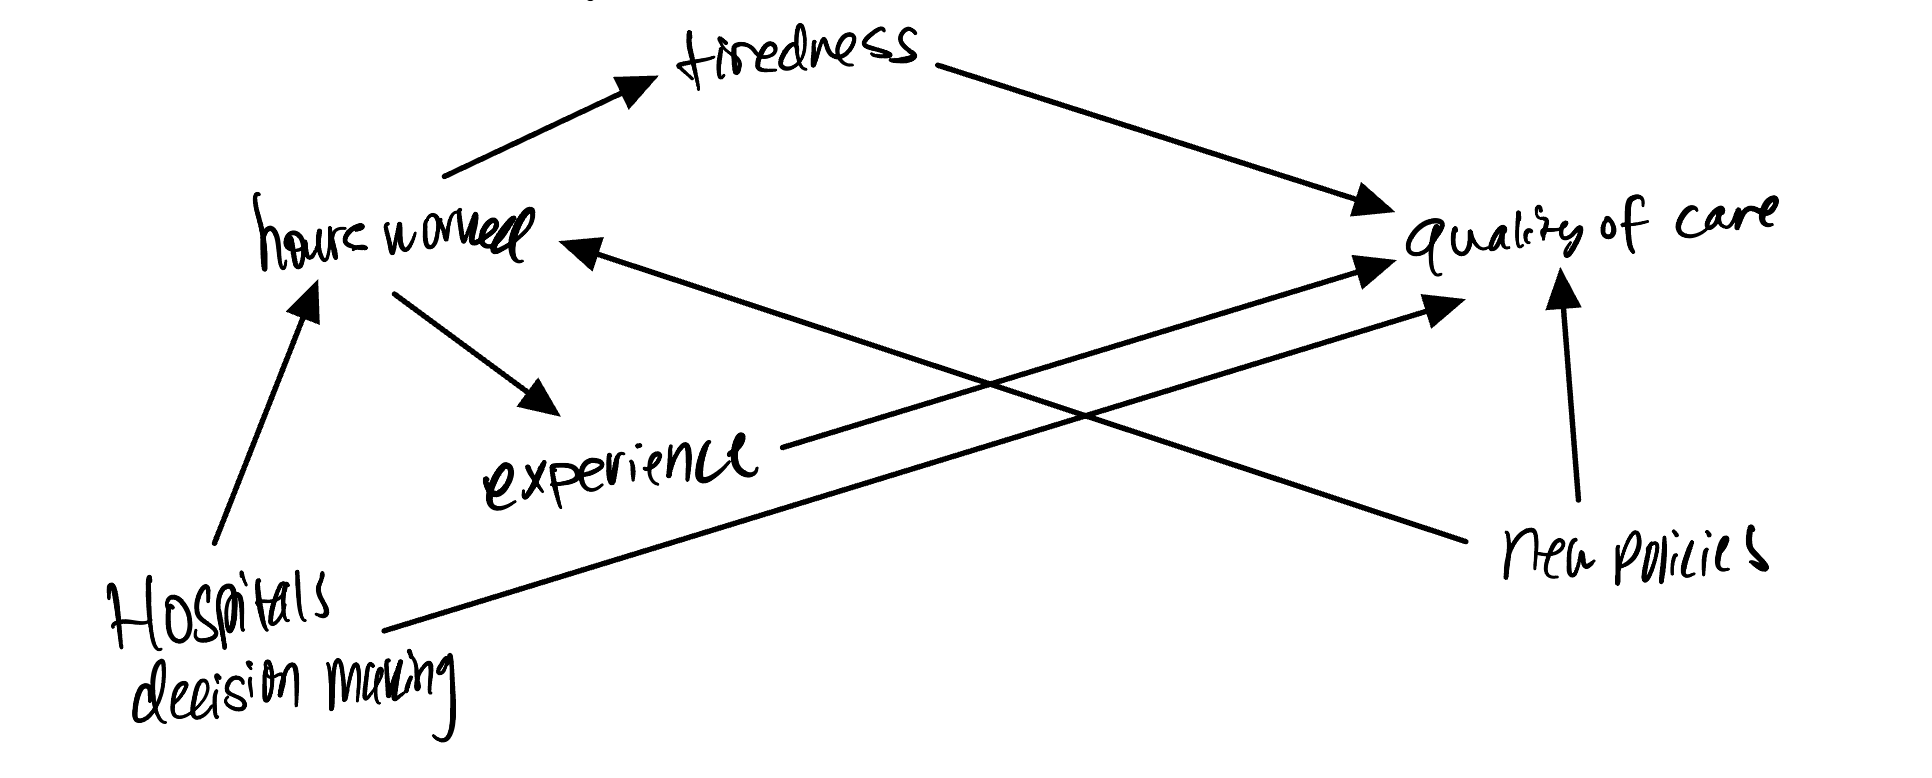 tiredness
hours worked
quality of care
experience
new policies
Hospitals
decision making